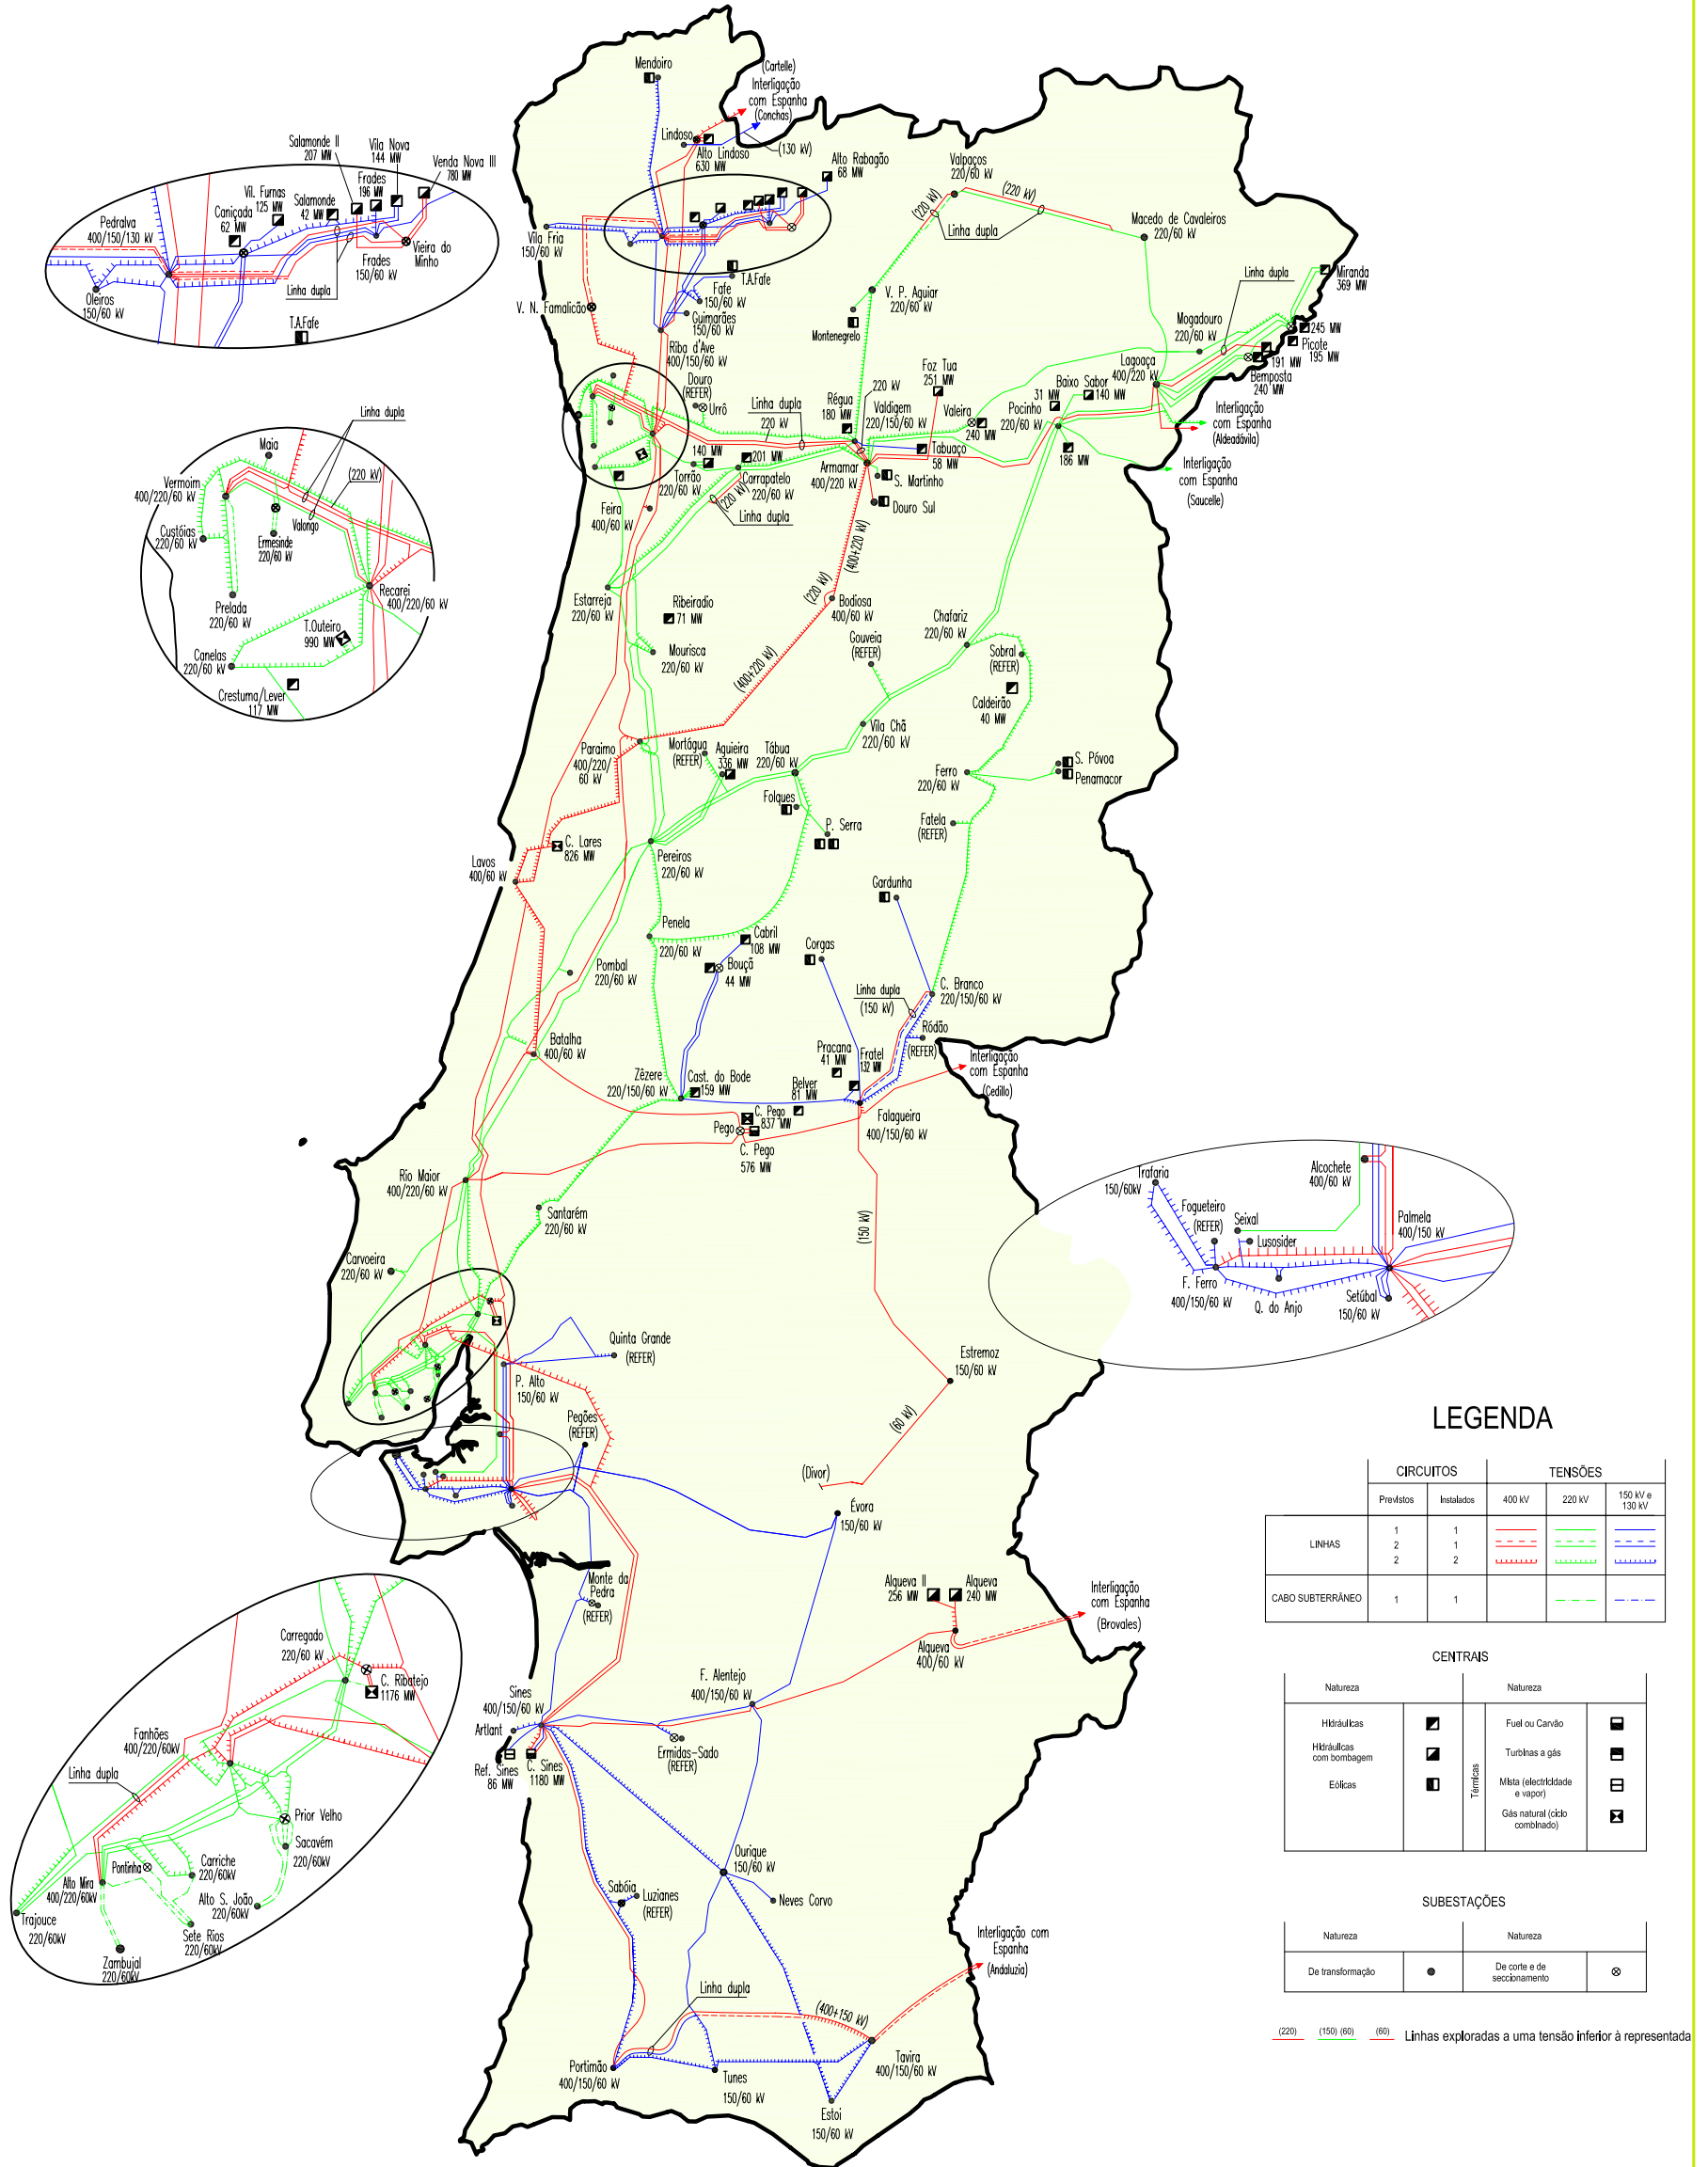 Mendoiro
(Cartelle)
Interligação
com Espanha
(Conchas)
Lindoso
Alto Lindoso
630 MW
(130 kV)
Alto Rabagão
68 MW
Valpaços
220/60 kV
(220 kV)
(220 kV)
Linha dupla
Macedo de Cavaleiros
220/60 kV
Salamonde II
207 MW
Vila Nova
144 MW
Venda Nova III
780 MW
Frades
196 MW
Vil. Furnas
125 MW
Salamonde
42 MW
Caniçada
62 MW
Pedralva
400/150/130 kV
Vieira do
Minho
Frades
150/60 kV
Linha dupla
Oleiros
150/60 kV
T.A.Fafe
Vila Fria
150/60 kV
T.A.Fafe
Fafe
150/60 kV
Guimarães
150/60 kV
V. N. Famalicão
Riba d'Ave
400/150/60 kV
V. P. Aguiar
220/60 kV
Montenegrelo
Linha dupla
Miranda
369 MW
Mogadouro
220/60 kV
245 MW
Picote
195 MW
191 MW
Bemposta
240 MW
Lagoaça
400/220 kV
Foz Tua
251 MW
Baixo Sabor
31 MW
140 MW
Douro
(REFER)
Urrô
Linha dupla
220 kV
Régua
180 MW
220 kV
Valdigem
220/150/60 kV
Valeira
240 MW
Pocinho
220/60 kV
186 MW
Interligação
com Espanha
(Aldeadávila)
Interligação
com Espanha
(Saucelle)
Tabuaço
58 MW
Armamar
400/220 kV
S. Martinho
Douro Sul
140 MW
201 MW
Torrão
220/60 kV
Carrapatelo
220/60 kV
(220 kV)
Linha dupla
Feira
400/60 kV
(400+220 kV)
Linha dupla
Maia
(220 kV)
Vermoim
400/220/60 kV
Valongo
Custóias
220/60 kV
Ermesinde
220/60 kV
Recarei
400/220/60 kV
Prelada
220/60 kV
T.Outeiro
990 MW
Canelas
220/60 kV
Crestuma/Lever
117 MW
Estarreja
220/60 kV
Ribeiradio
71 MW
(220 kV)
Bodiosa
400/60 kV
Chafariz
220/60 kV
Gouveia
(REFER)
Sobral
(REFER)
Mourisca
220/60 kV
(400+220 kV)
Caldeirão
40 MW
Vila Chã
220/60 kV
Paraimo
400/220/
60 kV
Mortágua
(REFER)
Aguieira
336 MW
Tábua
220/60 kV
Ferro
220/60 kV
S. Póvoa
Penamacor
Folques
P. Serra
Fatela
(REFER)
C. Lares
826 MW
Lavos
400/60 kV
Pereiros
220/60 kV
Gardunha
Penela
220/60 kV
Cabril
108 MW
Bouçã
44 MW
Corgas
Pombal
220/60 kV
Linha dupla
(150 kV)
C. Branco
220/150/60 kV
Ródão
(REFER)
Batalha
400/60 kV
Pracana
41 MW
Fratel
132 MW
Interligação
com Espanha
(Cedillo)
Zêzere
220/150/60 kV
Cast. do Bode
159 MW
Belver
81 MW
C. Pego
837 MW
Pego
C. Pego
576 MW
Falagueira
400/150/60 kV
Rio Maior
400/220/60 kV
Santarém
220/60 kV
(150 kV)
Carvoeira
220/60 kV
Trafaria
150/60kV
Alcochete
400/60 kV
Fogueteiro
(REFER)
Seixal
Lusosider
Palmela
400/150 kV
F. Ferro
400/150/60 kV
Q. do Anjo
Setúbal
150/60 kV
Quinta Grande
(REFER)
P. Alto
150/60 kV
Estremoz
150/60 kV
Pegões
(REFER)
(60 kV)
(Divor)
Évora
150/60 kV
Monte da
Pedra
(REFER)
Alqueva II
256 MW
Alqueva
240 MW
Interligação
com Espanha
(Brovales)
Alqueva
400/60 kV
F. Alentejo
400/150/60 kV
Sines
400/150/60 kV
Artlant
Ermidas-Sado
(REFER)
Ref. Sines
86 MW
C. Sines
1180 MW
Carregado
220/60 kV
C. Ribatejo
1176 MW
Fanhões
400/220/60kV
Linha dupla
Prior Velho
Sacavém
220/60kV
Pontinha
Carriche
220/60kV
Alto Mira
400/220/60kV
Alto S. João
220/60kV
Trajouce
220/60kV
Sete Rios
220/60kV
Zambujal
220/60kV
Ourique
150/60 kV
Sabóia
Luzianes
(REFER)
Neves Corvo
Interligação com
Espanha
(Andaluzia)
Linha dupla
(400+150 kV)
Portimão
400/150/60 kV
Tunes
150/60 kV
Tavira
400/150/60 kV
Estoi
150/60 kV
LEGENDA
CIRCUITOS TENSÕES
Previstos Instalados 400 kV 220 kV 150 kV e
130 kV
LINHAS
1 1
2 1
2 2
CABO SUBTERRÂNEO 1 1
CENTRAIS
Natureza Natureza
Hidráulicas
Hidráulicas
com bombagem
Eólicas
Térmicas
Fuel ou Carvão
Turbinas a gás
Mista (electricidade
e vapor)
Gás natural (ciclo
combinado)
SUBESTAÇÕES
Natureza Natureza
De transformação De corte e de
seccionamento
(220) (150) (60) (60) Linhas exploradas a uma tensão inferior à representada